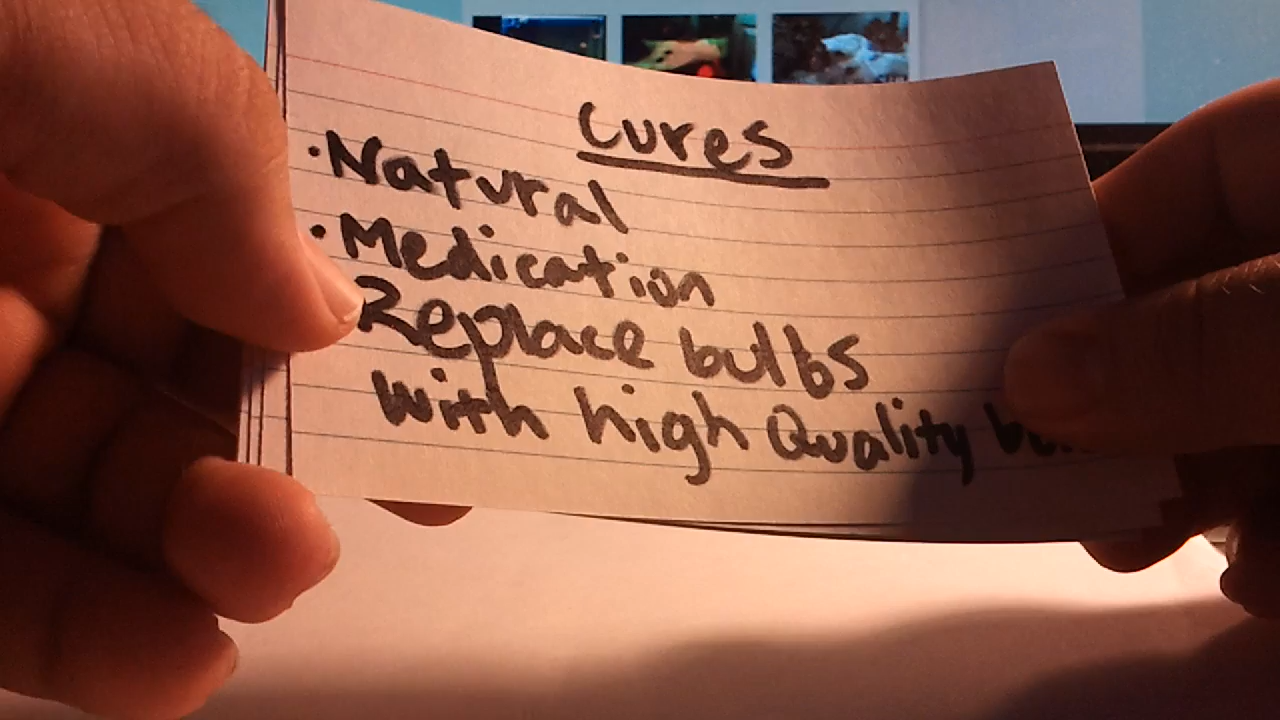 Cures
·Natural
·Medication
Replace bulbs
with high Quality